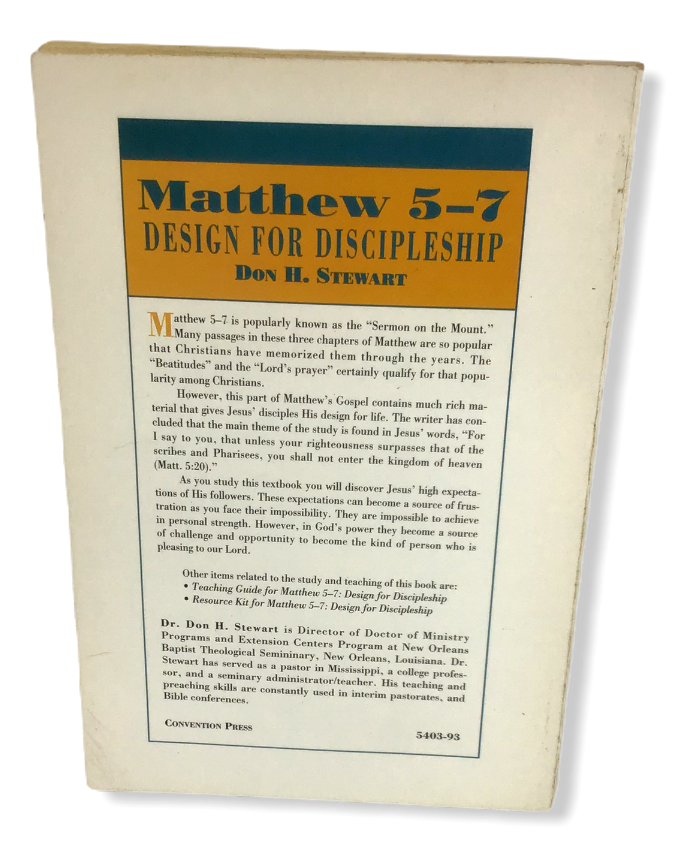 Matthew 5–7
DESIGN FOR DISCIPLESHIP
DON H. STEWART
Matthew 5–7 is popularly known as the “Sermon on the Mount.”
Many passages in these three chapters of Matthew are so popular
that Christians have memorized them through the years. The
“Beatitudes” and the “Lord’s prayer” certainly qualify for that popu-
larity among Christians.
However, this part of Matthew’s Gospel contains much rich ma-
terial that gives Jesus’ disciples His design for life. The writer has con-
cluded that the main theme of the study is found in Jesus’ words, “For
I say to you, that unless your righteousness surpasses that of the
scribes and Pharisees, you shall not enter the kingdom of heaven
(Matt. 5:20).”
As you study this textbook you will discover Jesus’ high expecta-
tions of His followers. These expectations can become a source of frus-
tration as you face their impossibility. They are impossible to achieve
in personal strength. However, in God’s power they become a source
of challenge and opportunity to become the kind of person who is
pleasing to our Lord.
Other items related to the study and teaching of this book are:
• Teaching Guide for Matthew 5–7: Design for Discipleship
• Resource Kit for Matthew 5–7: Design for Discipleship
Dr. Don H. Stewart is Director of Doctor of Ministry
Programs and Extension Centers Program at New Orleans
Baptist Theological Semininary, New Orleans, Louisiana. Dr.
Stewart has served as a pastor in Mississippi, a college profes-
sor, and a seminary administrator/teacher. His teaching and
preaching skills are constantly used in interim pastorates, and
Bible conferences.
CONVENTION PRESS
5403-93